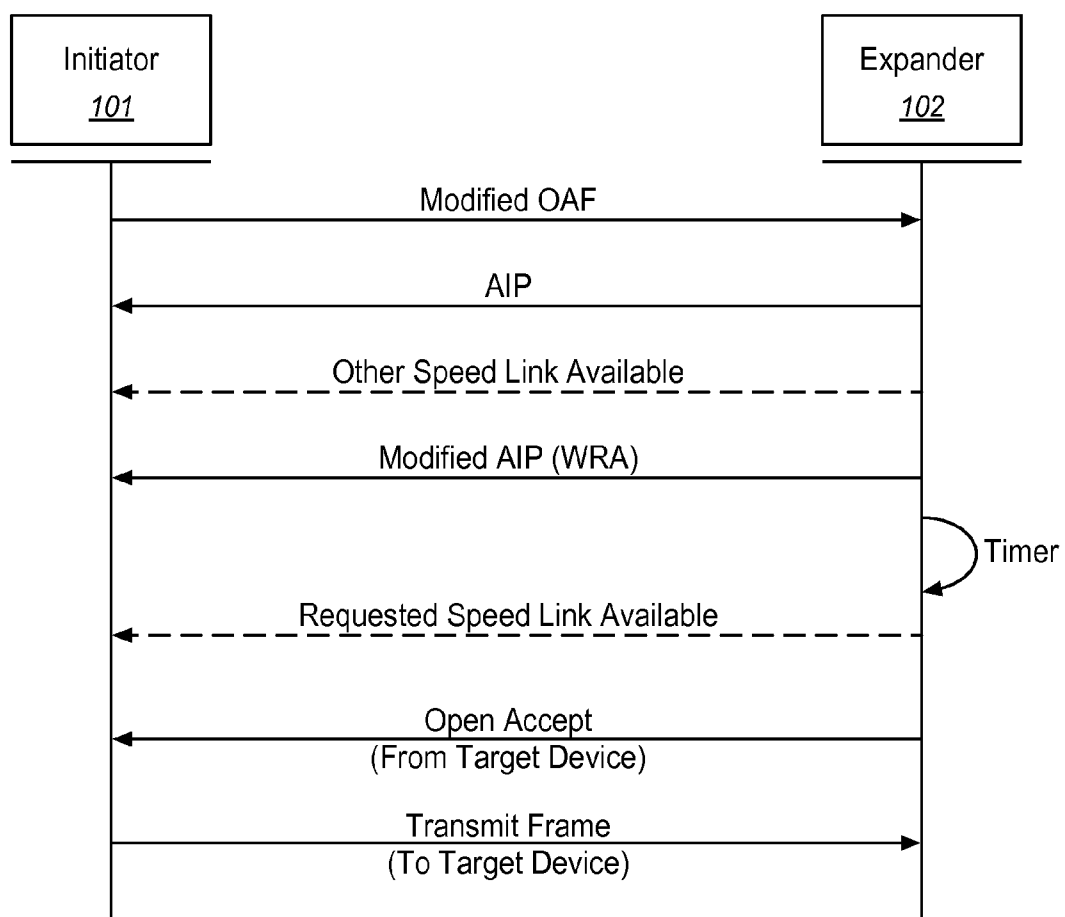 Initiator
101
Expander
102
Modified OAF
AIP
Other Speed Link Available
Modified AIP (WRA)
Timer
Requested Speed Link Available
Open Accept
(From Target Device)
Transmit Frame
(To Target Device)